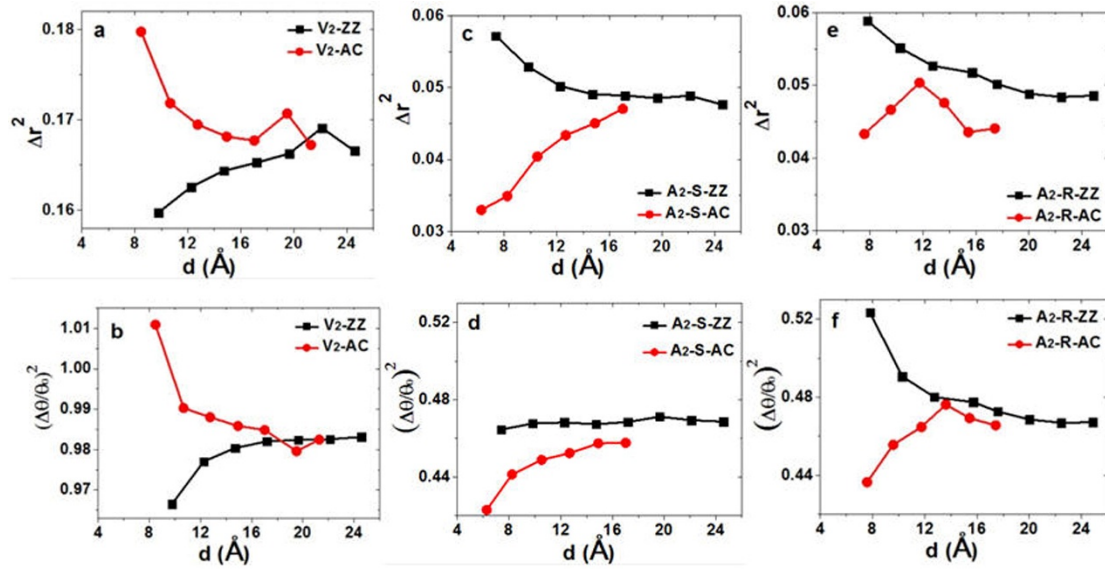 a
V₂-ZZ
V₂-AC
0.18
0.17
0.16
Δr²
4 8 12 16 20 24
d (Å)
c
A₂-S-ZZ
A₂-S-AC
0.06
0.05
0.04
0.03
Δr²
4 8 12 16 20 24
d (Å)
e
A₂-R-ZZ
A₂-R-AC
0.06
0.05
0.04
0.03
Δr²
4 8 12 16 20 24
d (Å)
b
V₂-ZZ
V₂-AC
1.01
1.00
0.99
0.98
0.97
(Δθ/θ₀)²
4 8 12 16 20 24
d (Å)
d
A₂-S-ZZ
A₂-S-AC
0.52
0.48
0.44
(Δθ/θ₀)²
4 8 12 16 20 24
d (Å)
f
A₂-R-ZZ
A₂-R-AC
0.52
0.48
0.44
(Δθ/θ₀)²
4 8 12 16 20 24
d (Å)